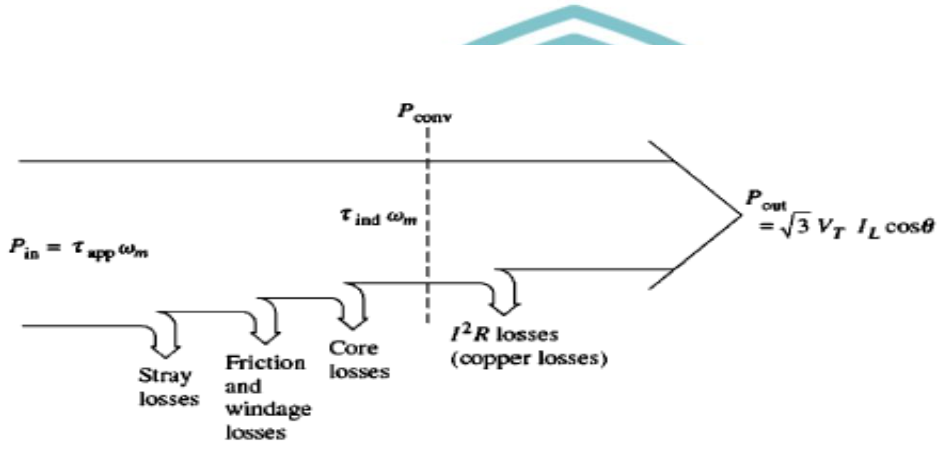 P_conv
τ_ind ω_m
P_out
= √3 V_T I_L cosθ
P_in = τ_app ω_m
Stray
losses
Friction
and
windage
losses
Core
losses
I²R losses
(copper losses)